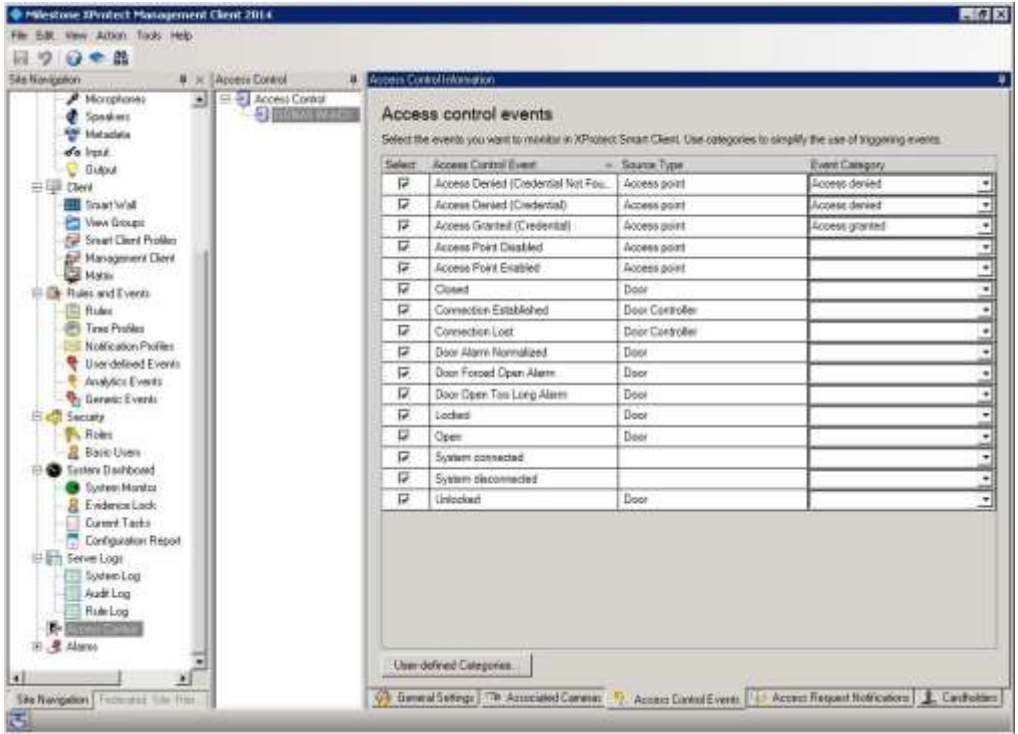 Milestone XProtect Management Client 2014
File Edit View Action Tools Help
Site Navigation
Access Control
Access Control Information
Microphones
Speakers
Metadata
Input
Output
Client
Smart Wall
View Groups
Smart Client Profiles
Management Client
Matrix
Rules and Events
Rules
Time Profiles
Notification Profiles
User-defined Events
Analytics Events
Generic Events
Security
Roles
Basic Users
System Dashboard
System Monitor
Evidence Lock
Current Tasks
Configuration Report
Server Logs
System Log
Audit Log
Rule Log
Access Control
Alarms
Site Navigation Federated Site Hier...
Access Control
Access control events
Select the events you want to monitor in XProtect Smart Client. Use categories to simplify the use of triggering events.
Select Access Control Event Source Type Event Category
Access Denied (Credential Not Fou... Access point Access denied
Access Denied (Credential) Access point Access denied
Access Granted (Credential) Access point Access granted
Access Point Disabled Access point
Access Point Enabled Access point
Closed Door
Connection Established Door Controller
Connection Lost Door Controller
Door Alarm Normalized Door
Door Forced Open Alarm Door
Door Open Too Long Alarm Door
Locked Door
Open Door
System connected
System disconnected
Unlocked Door
User-defined Categories...
General Settings Associated Cameras Access Control Events Access Request Notifications Cardholders